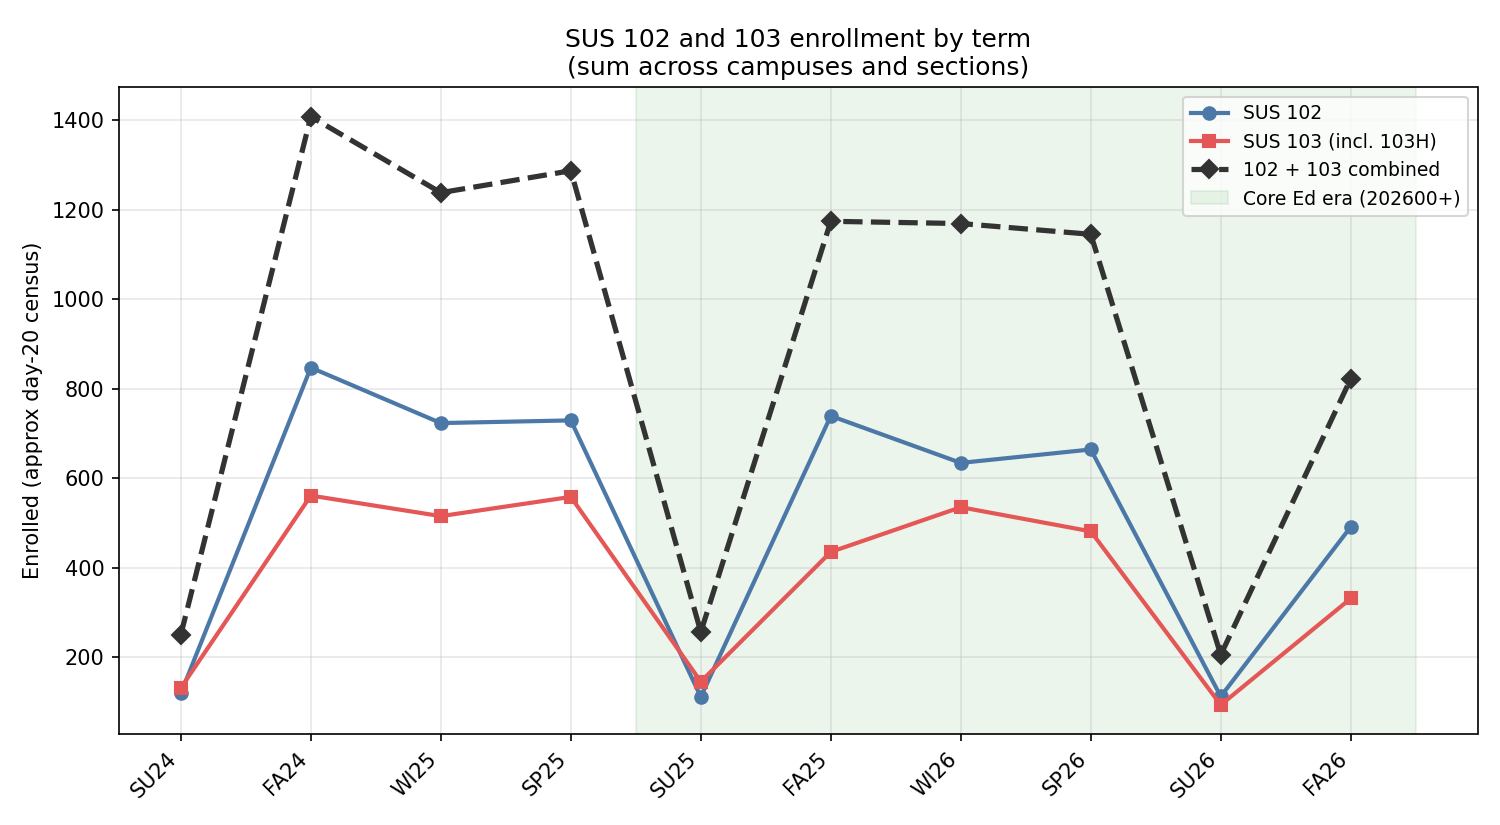 SUS 102 and 103 enrollment by term
(sum across campuses and sections)
Enrolled (approx day-20 census)
1400
1200
1000
800
600
400
200
SUS 102
SUS 103 (incl. 103H)
102 + 103 combined
Core Ed era (202600+)
SU24
FA24
WI25
SP25
SU25
FA25
WI26
SP26
SU26
FA26